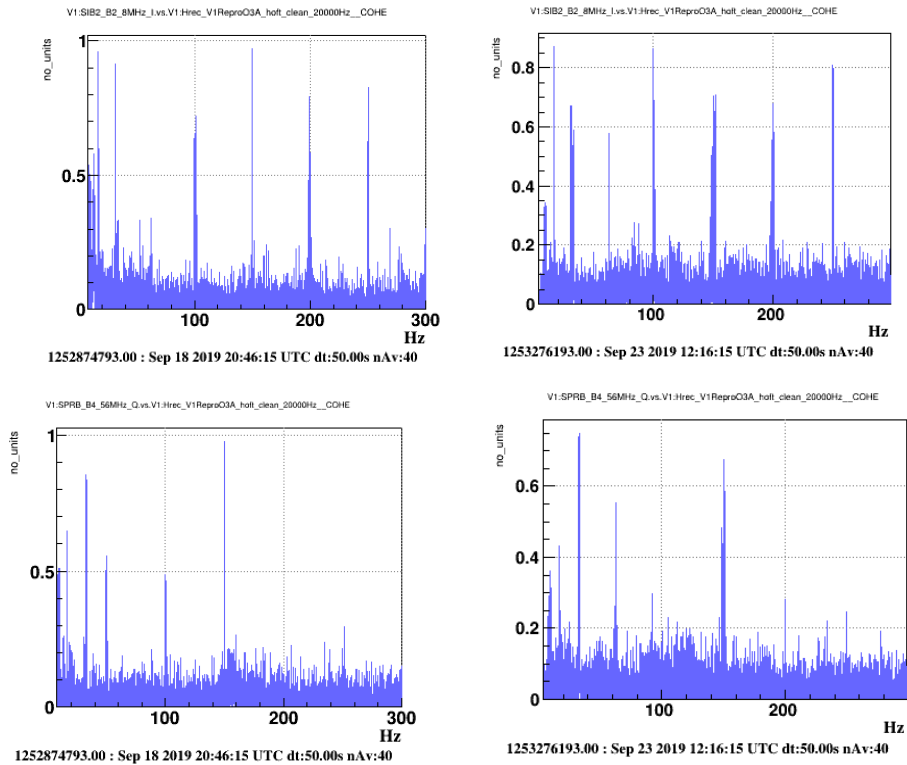 V1:SIB2_B2_8MHz_I.vs.V1:Hrec_V1ReproO3A_hoft_clean_20000Hz__COHE
no_units
1
0.5
0
100
200
300
Hz
1252874793.00 : Sep 18 2019 20:46:15 UTC dt:50.00s nAv:40
V1:SIB2_B2_8MHz_I.vs.V1:Hrec_V1ReproO3A_hoft_clean_20000Hz__COHE
no_units
0.8
0.6
0.4
0.2
0
100
200
Hz
1253276193.00 : Sep 23 2019 12:16:15 UTC dt:50.00s nAv:40
V1:SPRB_B4_56MHz_Q.vs.V1:Hrec_V1ReproO3A_hoft_clean_20000Hz__COHE
no_units
1
0.5
0
100
200
300
Hz
1252874793.00 : Sep 18 2019 20:46:15 UTC dt:50.00s nAv:40
V1:SPRB_B4_56MHz_Q.vs.V1:Hrec_V1ReproO3A_hoft_clean_20000Hz__COHE
no_units
0.6
0.4
0.2
0
100
200
Hz
1253276193.00 : Sep 23 2019 12:16:15 UTC dt:50.00s nAv:40